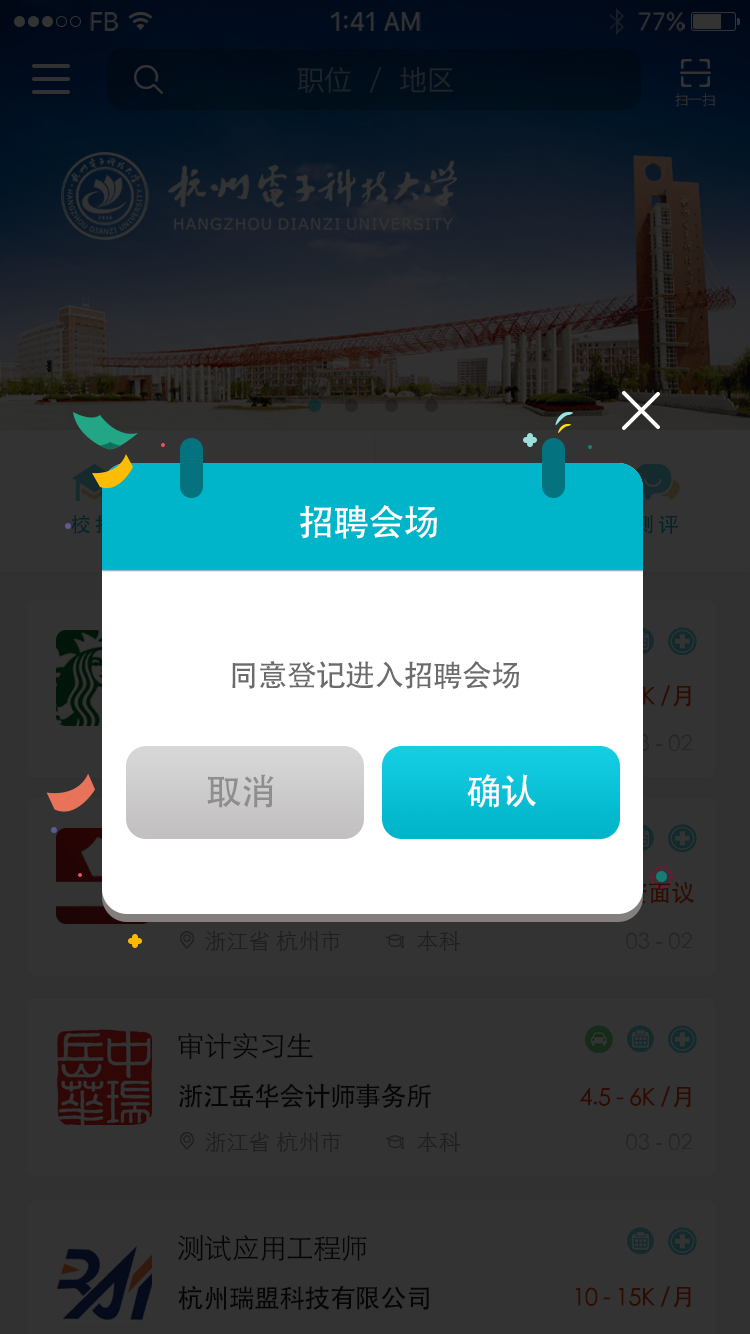 FB 1:41 AM 77%
职位 / 地区
扫一扫
杭州電子科技大学
HANGZHOU DIANZI UNIVERSITY
校
测评
招聘会场
同意登记进入招聘会场
取消 确认
K /月
- 02
面议
浙江省 杭州市 本科 03 - 02
审计实习生
浙江岳华会计师事务所 4.5 - 6K /月
浙江省 杭州市 本科 03 - 02
岳中
华瑞
测试应用工程师
杭州瑞盟科技有限公司 10 - 15K /月